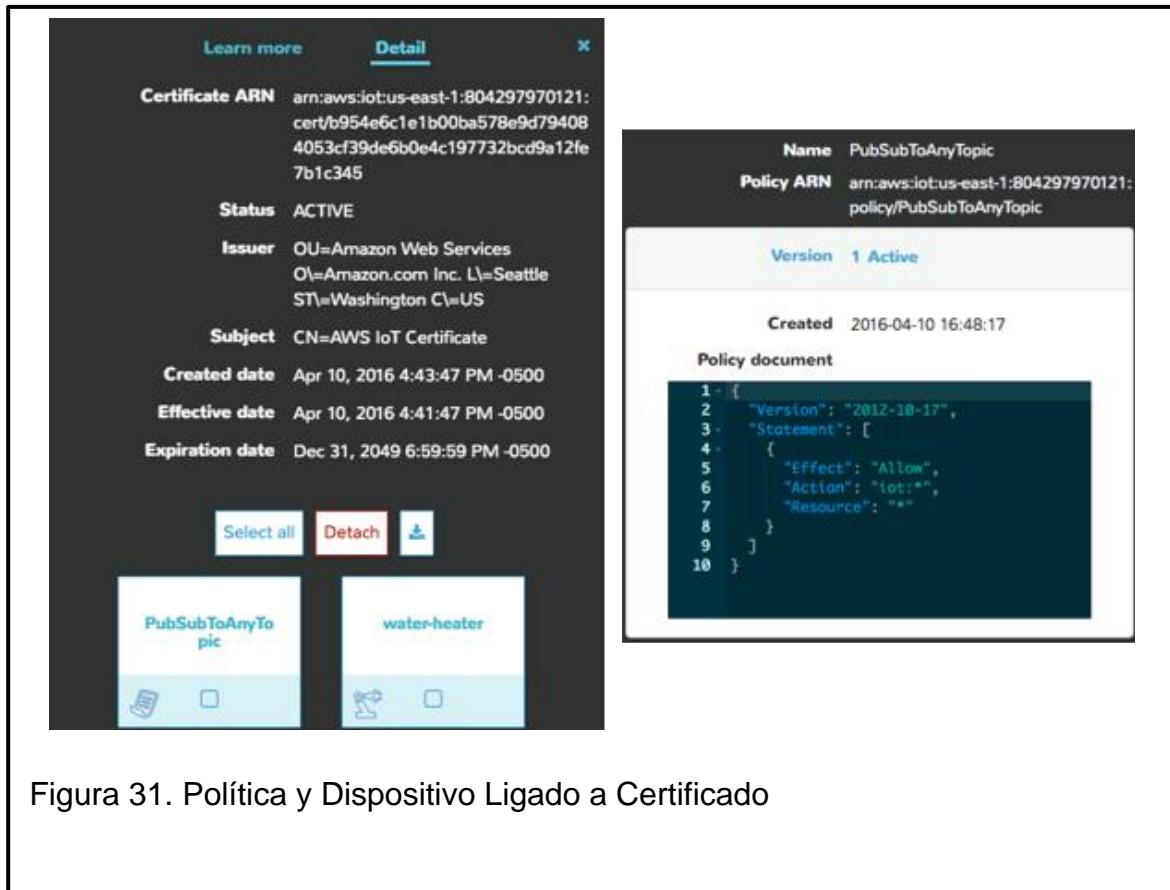 Learn more Detail ×
Certificate ARN arn:aws:iot:us-east-1:804297970121:
cert/b954e6c1e1b00ba578e9d79408
4053cf39de6b0e4c197732bcd9a12fe
7b1c345
Status ACTIVE
Issuer OU=Amazon Web Services
O\=Amazon.com Inc. L\=Seattle
ST\=Washington C\=US
Subject CN=AWS IoT Certificate
Created date Apr 10, 2016 4:43:47 PM -0500
Effective date Apr 10, 2016 4:41:47 PM -0500
Expiration date Dec 31, 2049 6:59:59 PM -0500
Select all Detach
PubSubToAnyTo
pic
water-heater
Name PubSubToAnyTopic
Policy ARN arn:aws:iot:us-east-1:804297970121:
policy/PubSubToAnyTopic
Version 1 Active
Created 2016-04-10 16:48:17
Policy document
1 - {
2 "Version": "2012-10-17",
3 - "Statement": [
4 - {
5 "Effect": "Allow",
6 "Action": "iot:*",
7 "Resource": "*"
8 }
9 ]
10 }
Figura 31. Política y Dispositivo Ligado a Certificado